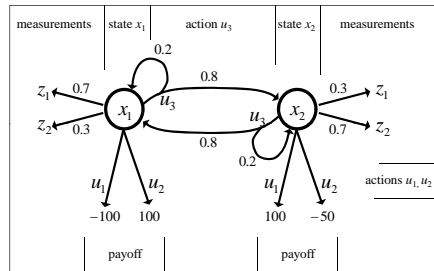 measurements state x1 action u3 state x2 measurements
0.2
0.8
z1 0.7 u3 0.3 z1
x1 u3 x2
z2 0.3 0.7 z2
0.8
0.2
u1 u2 u1 u2 actions u1, u2
−100 100 100 −50
payoff payoff